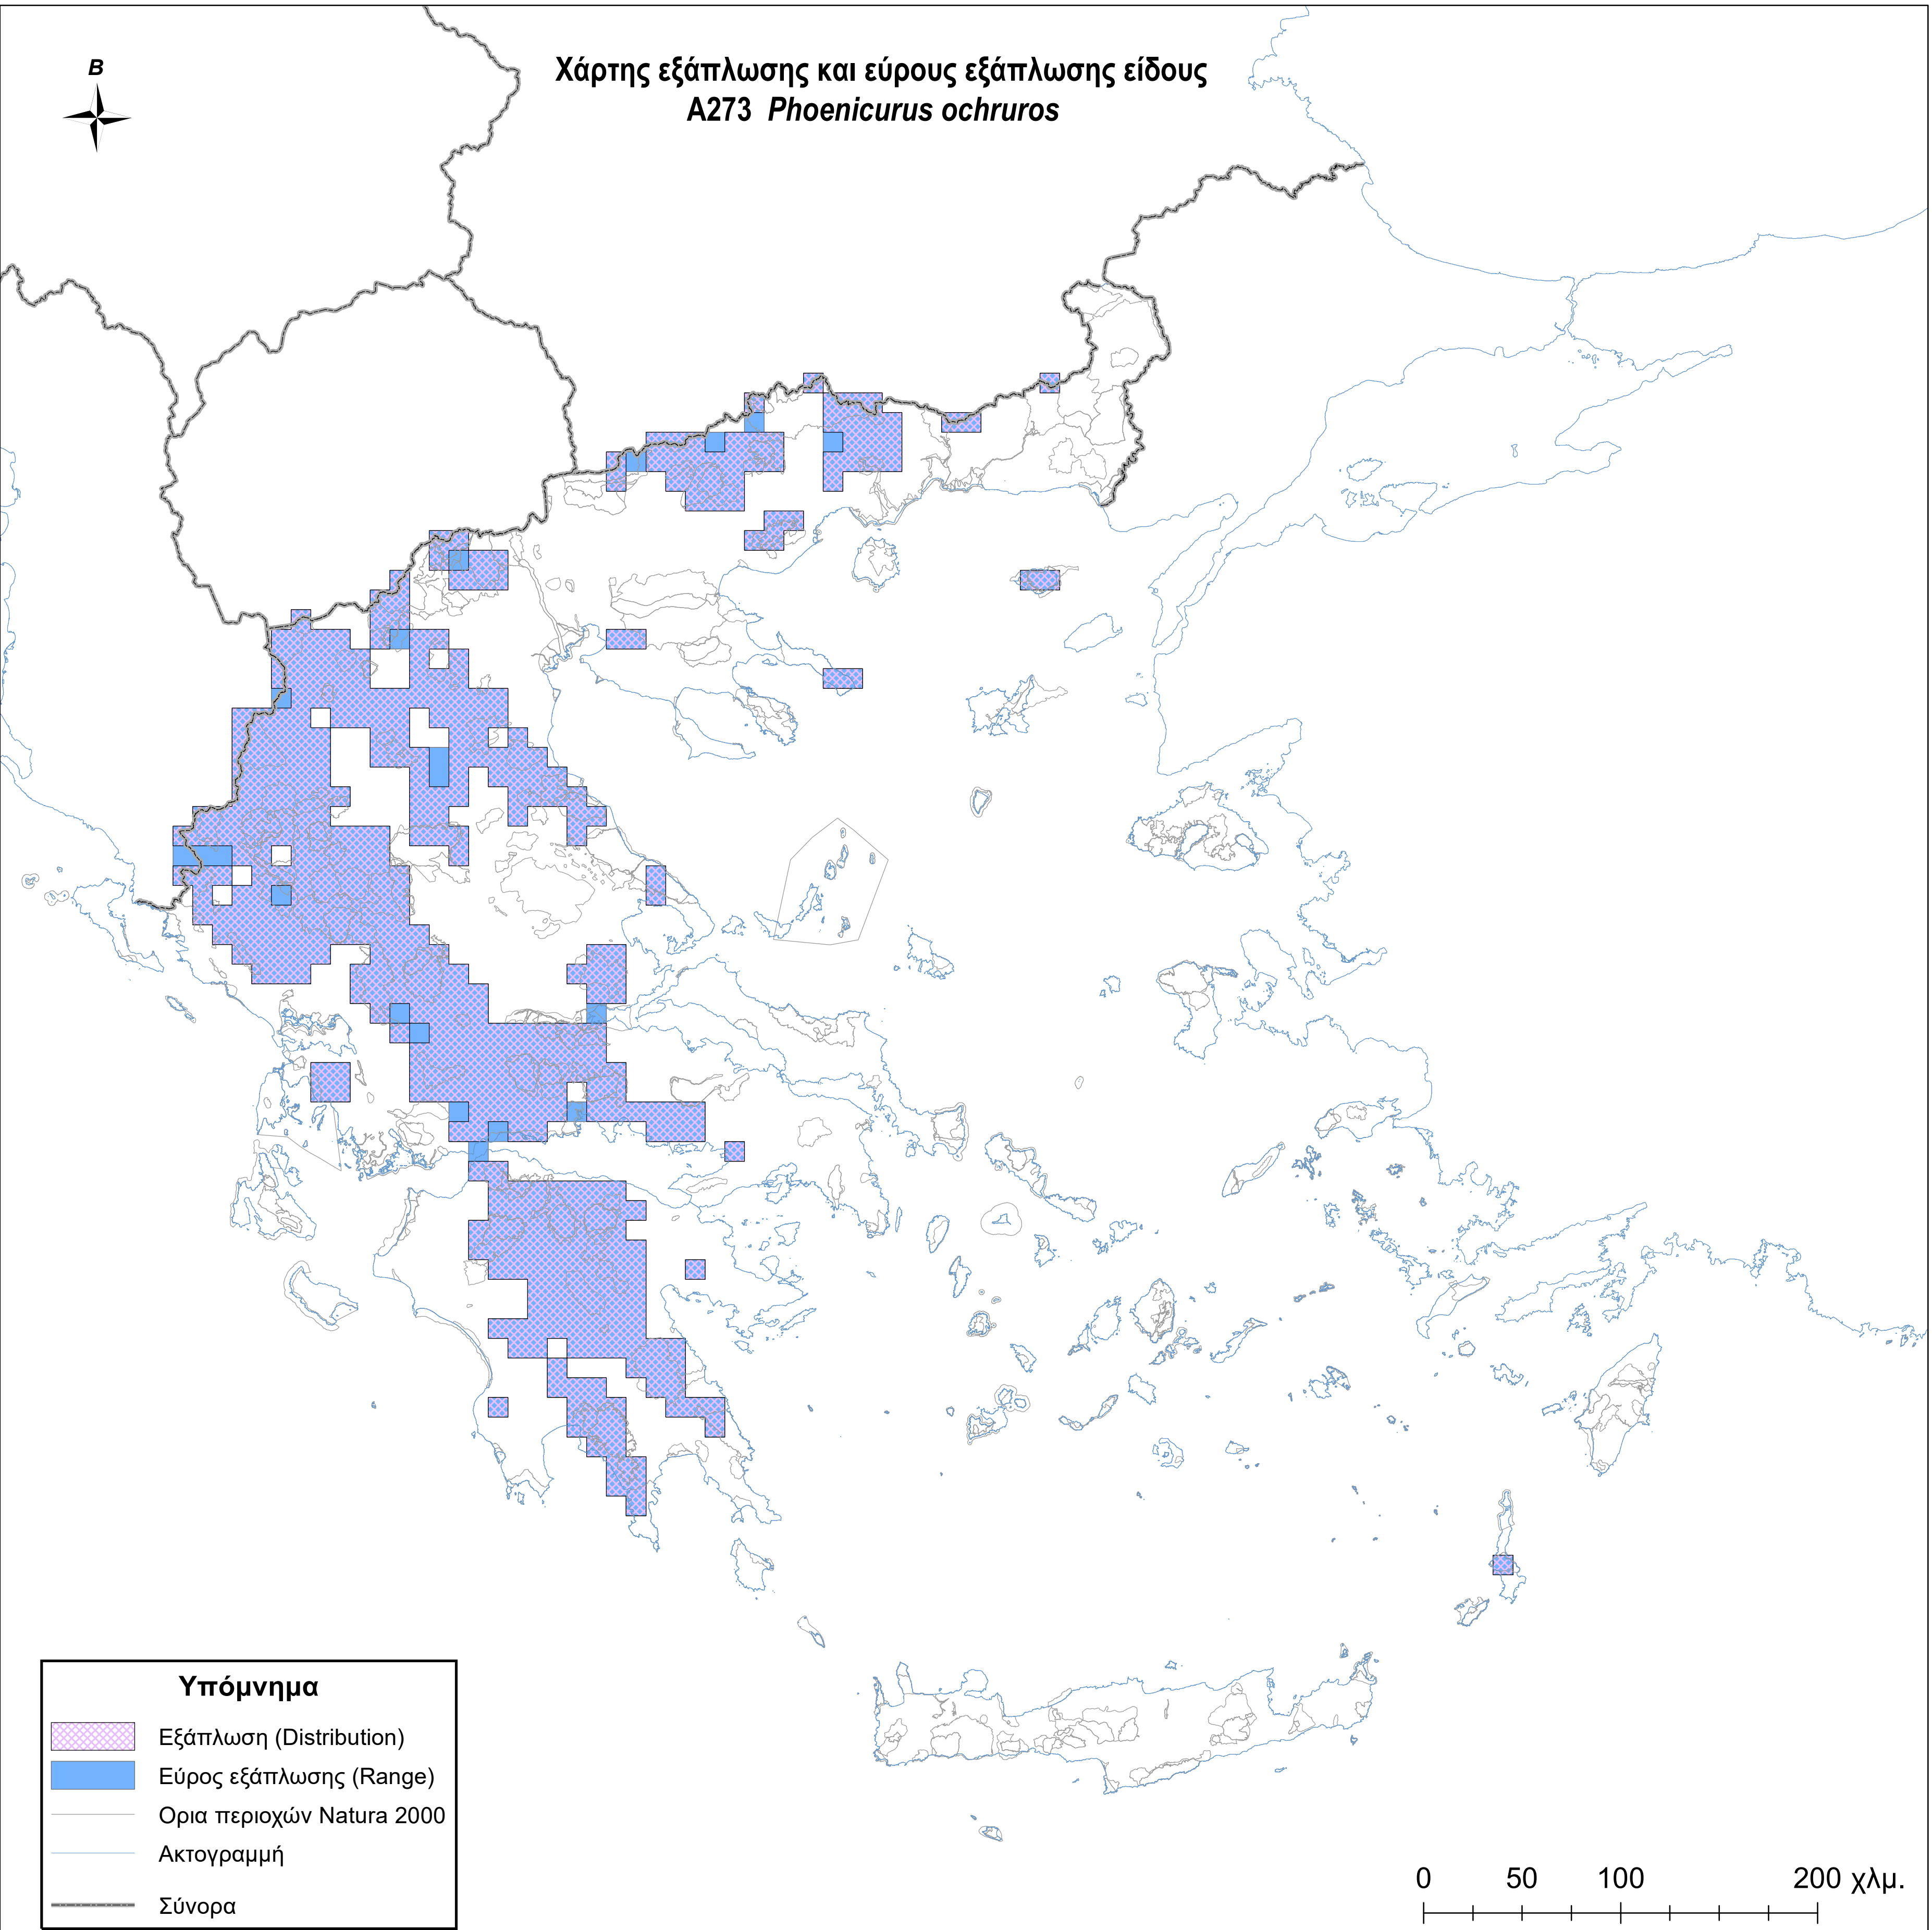 Β
Χάρτης εξάπλωσης και εύρους εξάπλωσης είδους
A273 Phoenicurus ochruros
Υπόμνημα
Εξάπλωση (Distribution)
Εύρος εξάπλωσης (Range)
Ορια περιοχών Natura 2000
Ακτογραμμή
Σύνορα
0 50 100 200 χλμ.